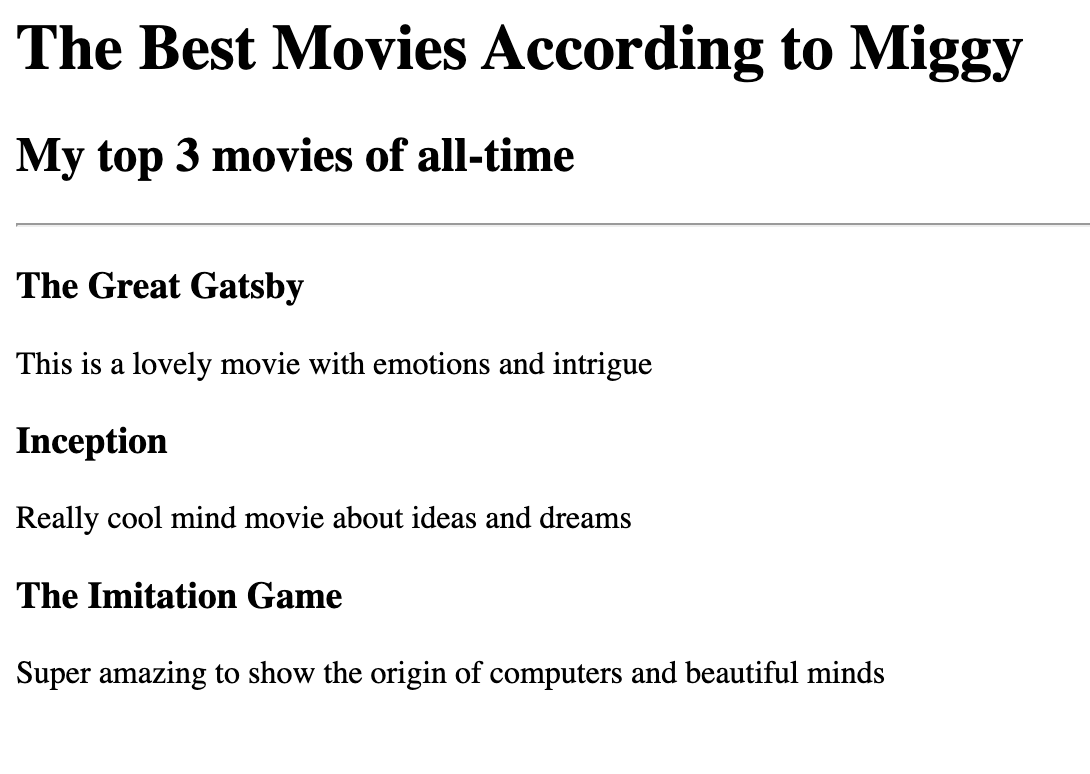 The Best Movies According to Miggy
My top 3 movies of all-time
The Great Gatsby
This is a lovely movie with emotions and intrigue
Inception
Really cool mind movie about ideas and dreams
The Imitation Game
Super amazing to show the origin of computers and beautiful minds